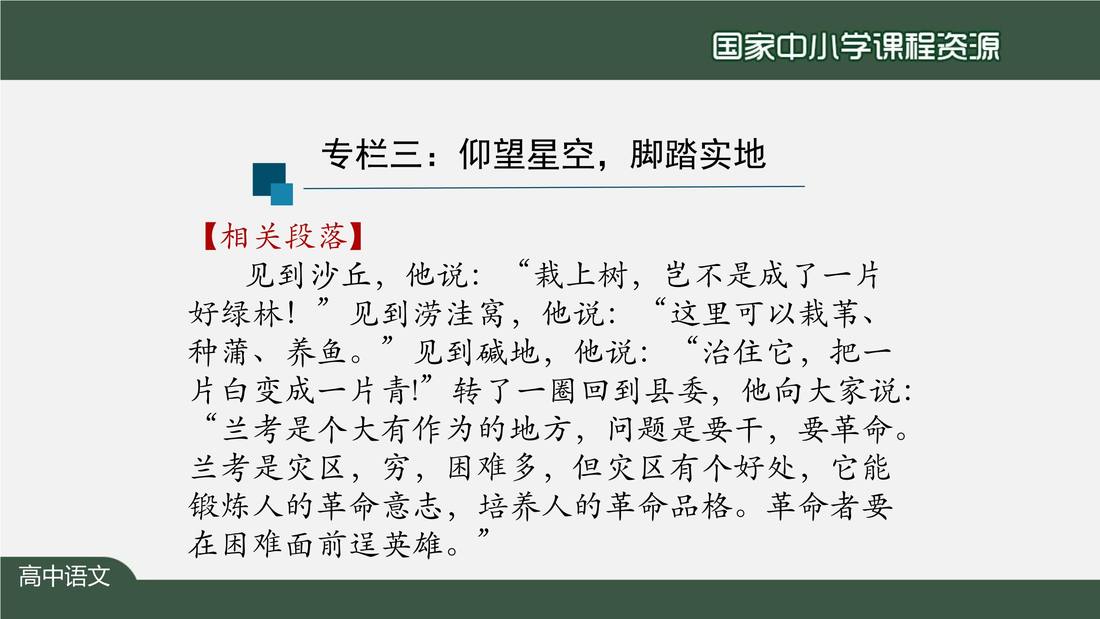 国家中小学课程资源
专栏三：仰望星空，脚踏实地
【相关段落】
见到沙丘，他说：“栽上树，岂不是成了一片
好绿林！”见到涝洼窝，他说：“这里可以栽苇、
种蒲、养鱼。”见到碱地，他说：“治住它，把一
片白变成一片青!”转了一圈回到县委，他向大家说：
“兰考是个大有作为的地方，问题是要干，要革命。
兰考是灾区，穷，困难多，但灾区有个好处，它能
锻炼人的革命意志，培养人的革命品格。革命者要
在困难面前逞英雄。”
高中语文